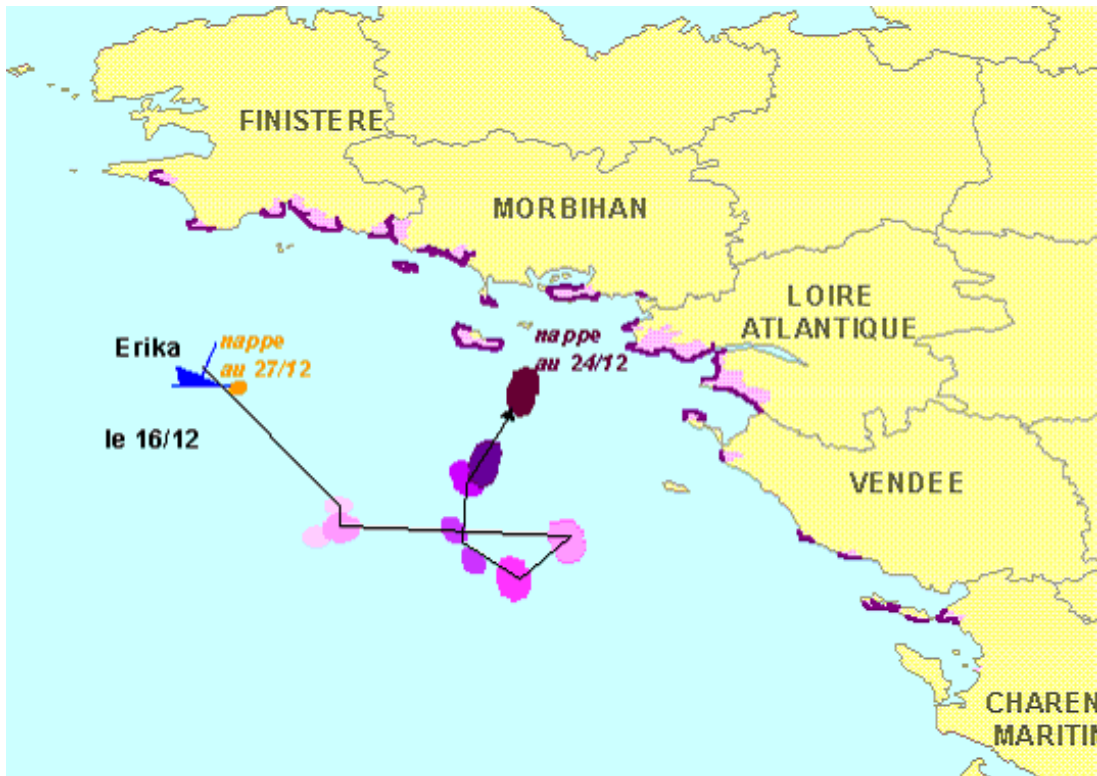 FINISTERE
MORBIHAN
LOIRE
ATLANTIQUE
Erika
nappe
au 27/12
nappe
au 24/12
le 16/12
VENDEE
CHAREN
MARITIN